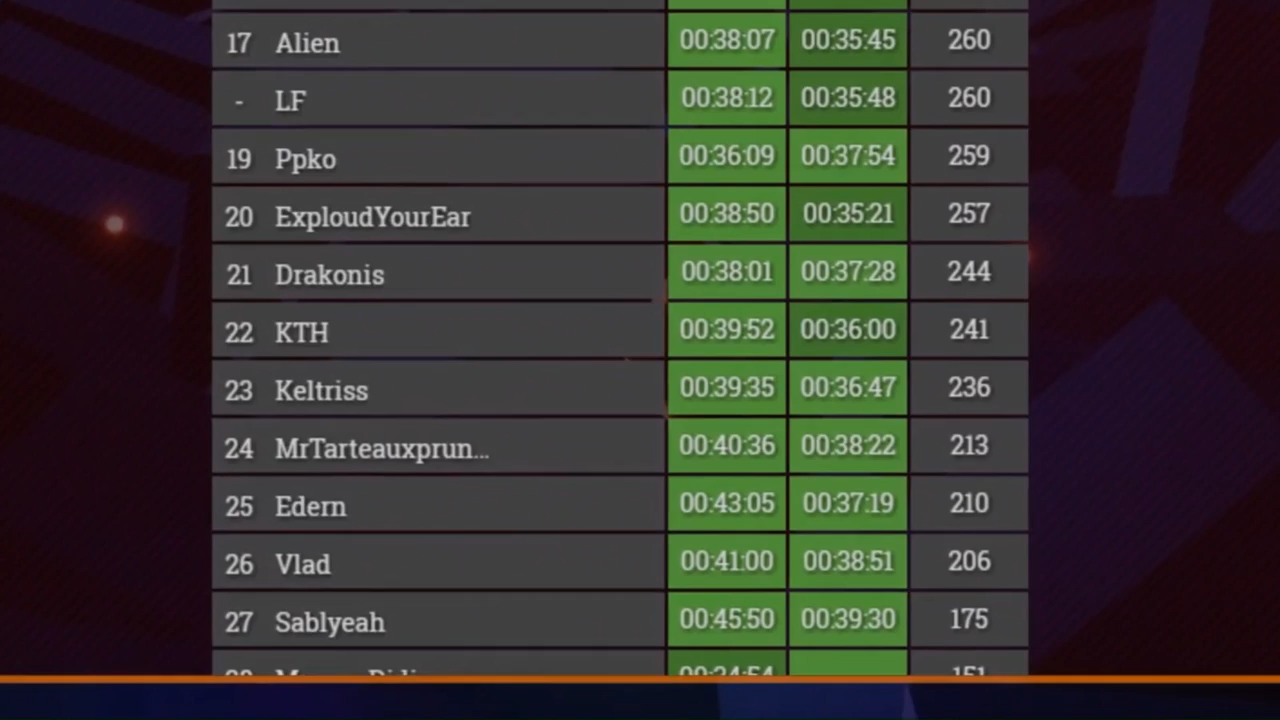 17 Alien 00:38:07 00:35:45 260
- LF 00:38:12 00:35:48 260
19 Ppko 00:36:09 00:37:54 259
20 ExploudYourEar 00:38:50 00:35:21 257
21 Drakonis 00:38:01 00:37:28 244
22 KTH 00:39:52 00:36:00 241
23 Keltriss 00:39:35 00:36:47 236
24 MrTarteauxprun... 00:40:36 00:38:22 213
25 Edern 00:43:05 00:37:19 210
26 Vlad 00:41:00 00:38:51 206
27 Sablyeah 00:45:50 00:39:30 175